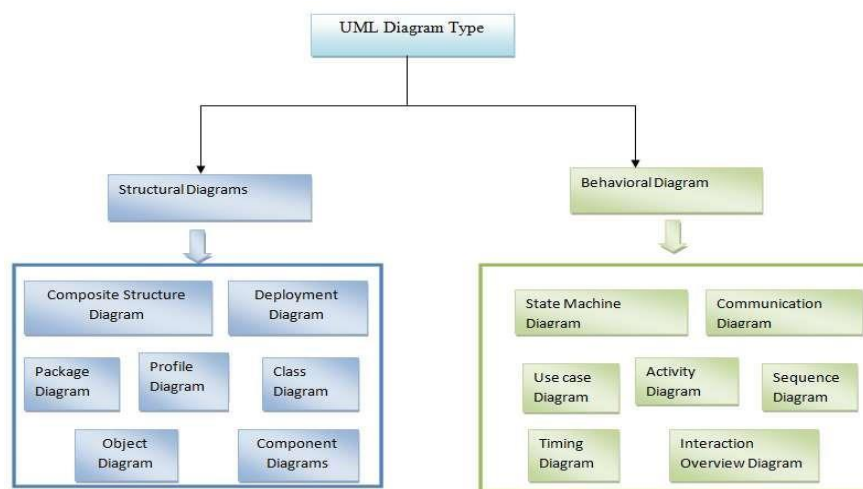 UML Diagram Type
Structural Diagrams
Behavioral Diagram
Composite Structure
Diagram
Deployment
Diagram
Package
Diagram
Profile
Diagram
Class
Diagram
Object
Diagram
Component
Diagrams
State Machine
Diagram
Communication
Diagram
Use case
Diagram
Activity
Diagram
Sequence
Diagram
Timing
Diagram
Interaction
Overview Diagram